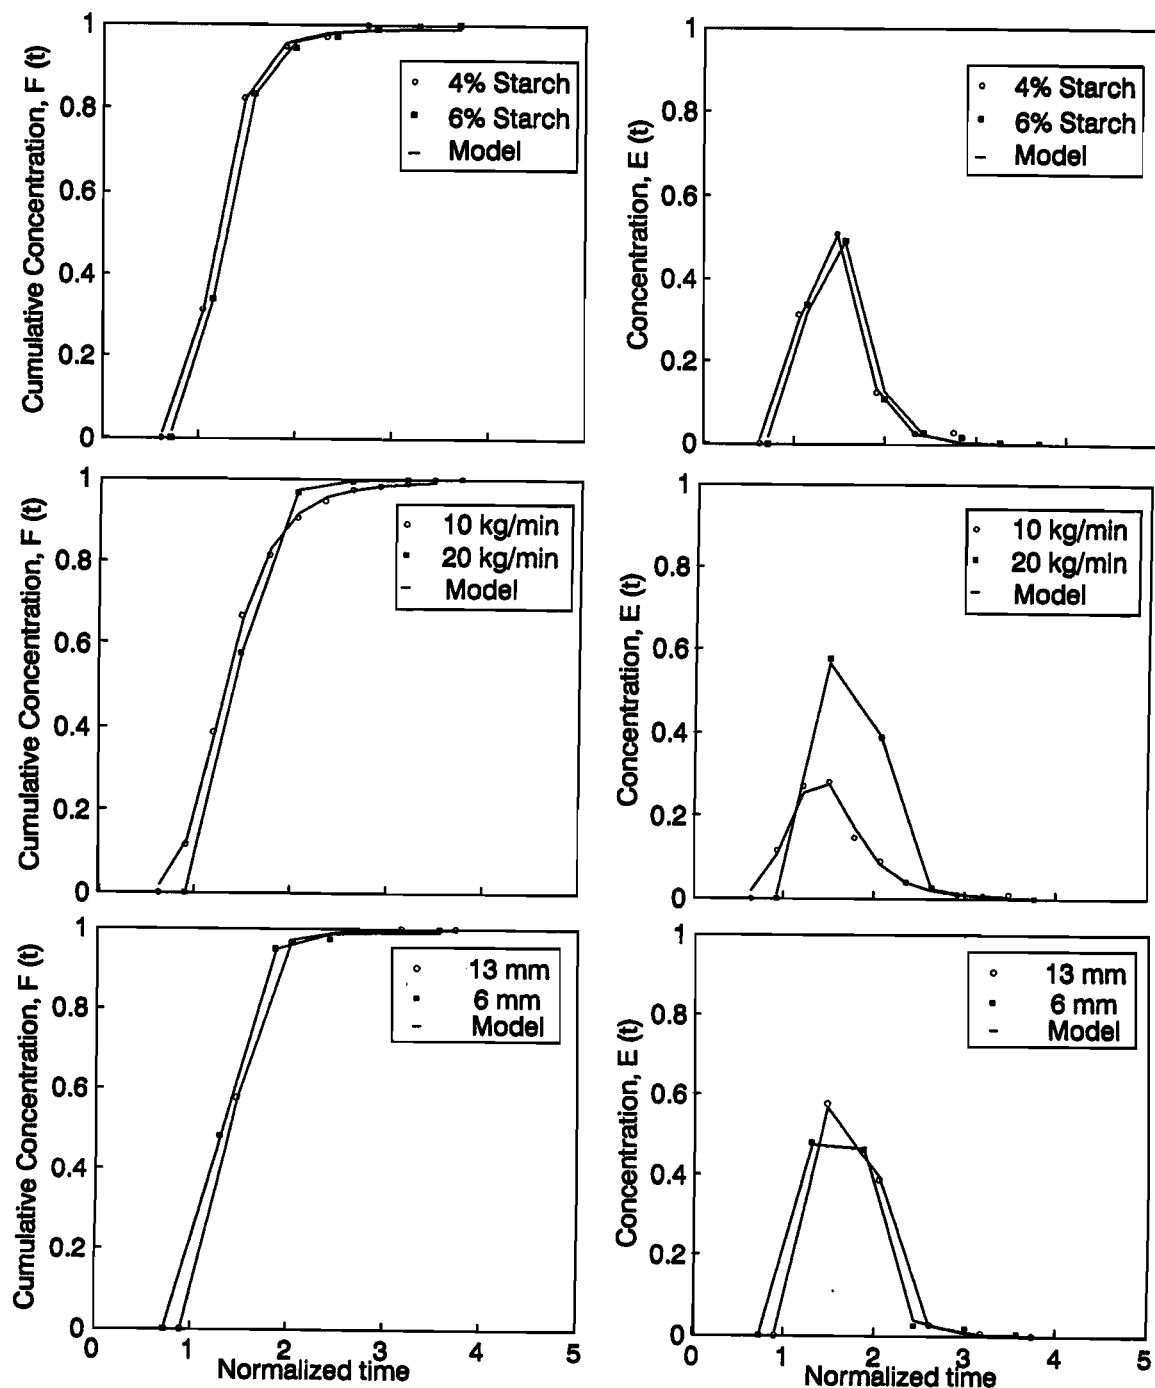 Cumulative Concentration, F (t)
1
0.8
0.6
0.4
0.2
0
4% Starch
6% Starch
Model
Concentration, E (t)
1
0.8
0.6
0.4
0.2
0
4% Starch
6% Starch
Model
Cumulative Concentration, F (t)
1
0.8
0.6
0.4
0.2
0
10 kg/min
20 kg/min
Model
Concentration, E (t)
1
0.8
0.6
0.4
0.2
0
10 kg/min
20 kg/min
Model
Cumulative Concentration, F (t)
1
0.8
0.6
0.4
0.2
0
13 mm
6 mm
Model
0 1 2 3 4 5
Normalized time
Concentration, E (t)
1
0.8
0.6
0.4
0.2
0
13 mm
6 mm
Model
0 1 2 3 4 5
Normalized time